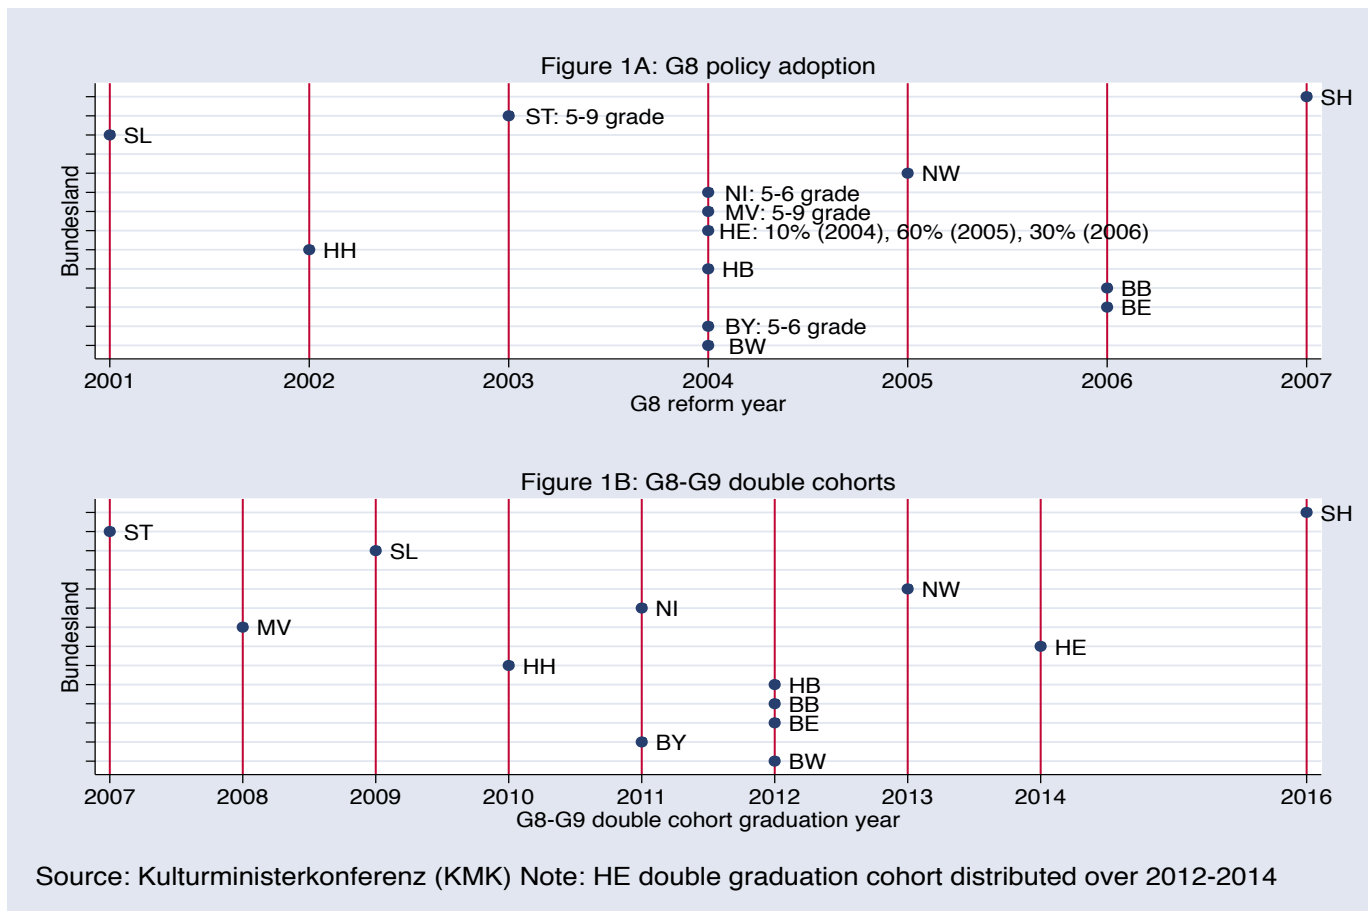 Figure 1A: G8 policy adoption
SH
ST: 5-9 grade
SL
NW
NI: 5-6 grade
MV: 5-9 grade
HE: 10% (2004), 60% (2005), 30% (2006)
HH
HB
BB
BE
BY: 5-6 grade
BW
Bundesland
2001 2002 2003 2004 2005 2006 2007
G8 reform year
Figure 1B: G8-G9 double cohorts
SH
ST
SL
NW
NI
MV
HE
HH
HB
BB
BE
BY
BW
Bundesland
2007 2008 2009 2010 2011 2012 2013 2014 2016
G8-G9 double cohort graduation year
Source: Kulturministerkonferenz (KMK) Note: HE double graduation cohort distributed over 2012-2014